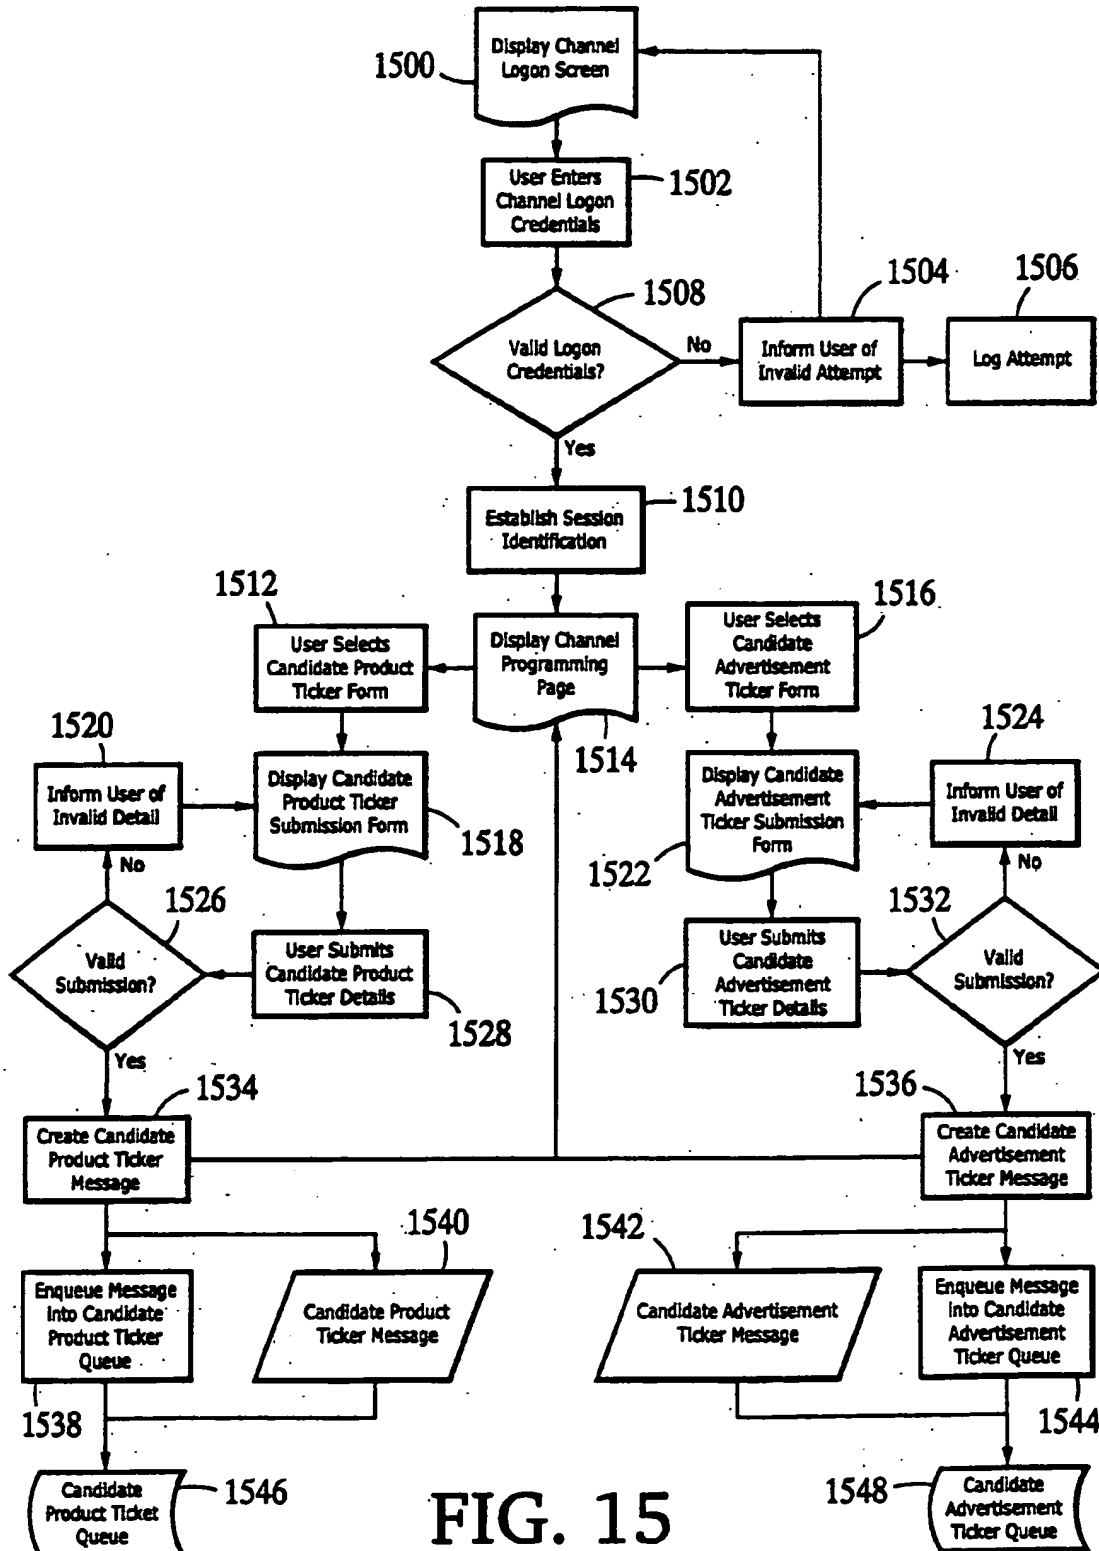 Display Channel
Logon Screen
1500
User Enters
Channel Logon
Credentials
1502
1508
Valid Logon
Credentials?
No
Yes
1504
Inform User of
Invalid Attempt
1506
Log Attempt
Establish Session
Identification
1510
1512
User Selects
Candidate Product
Ticker Form
Display Channel
Programming
Page
1514
1516
User Selects
Candidate
Advertisement
Ticker Form
1520
Inform User of
Invalid Detail
No
Display Candidate
Product Ticker
Submission Form
1518
Display Candidate
Advertisement
Ticker Submission
Form
1522
1524
Inform User of
Invalid Detail
No
1526
Valid
Submission?
Yes
User Submits
Candidate Product
Ticker Details
1528
User Submits
Candidate
Advertisement
Ticker Details
1530
1532
Valid
Submission?
Yes
1534
Create Candidate
Product Ticker
Message
1536
Create Candidate
Advertisement
Ticker Message
Enqueue Message
into Candidate
Product Ticker
Queue
1538
1540
Candidate Product
Ticker Message
1542
Candidate Advertisement
Ticker Message
Enqueue Message
into Candidate
Advertisement
Ticker Queue
1544
Candidate
Product Ticket
Queue
1546
FIG. 15
1548
Candidate
Advertisement
Ticker Queue